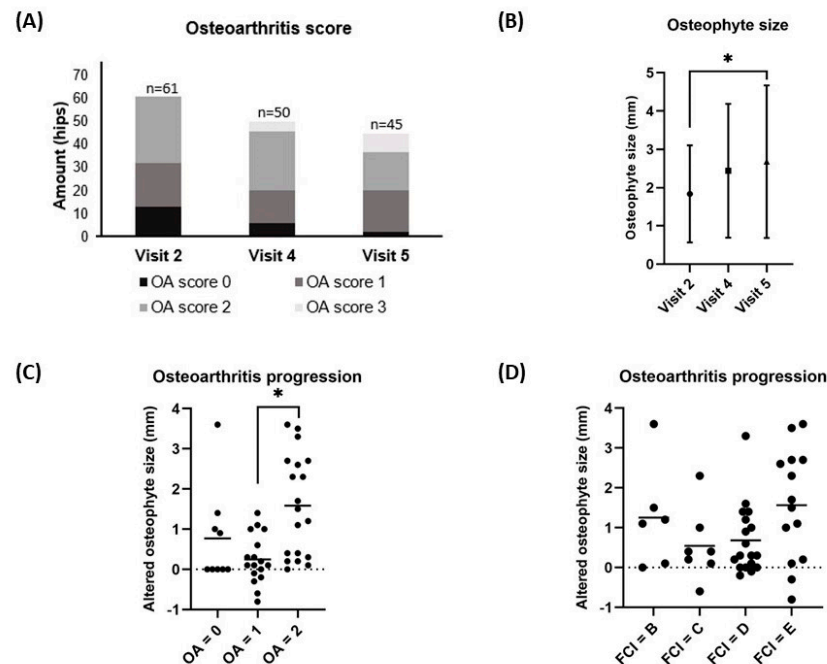 (A)
Osteoarthritis score
Amount (hips)
70
60
50
40
30
20
10
0
n=61
n=50
n=45
Visit 2
Visit 4
Visit 5
OA score 0
OA score 1
OA score 2
OA score 3
(B)
Osteophyte size
*
Osteophyte size (mm)
5
4
3
2
1
0
Visit 2
Visit 4
Visit 5
(C)
Osteoarthritis progression
*
Altered osteophyte size (mm)
4
3
2
1
0
-1
OA = 0
OA = 1
OA = 2
(D)
Osteoarthritis progression
Altered osteophyte size (mm)
4
3
2
1
0
-1
FCI = B
FCI = C
FCI = D
FCI = E